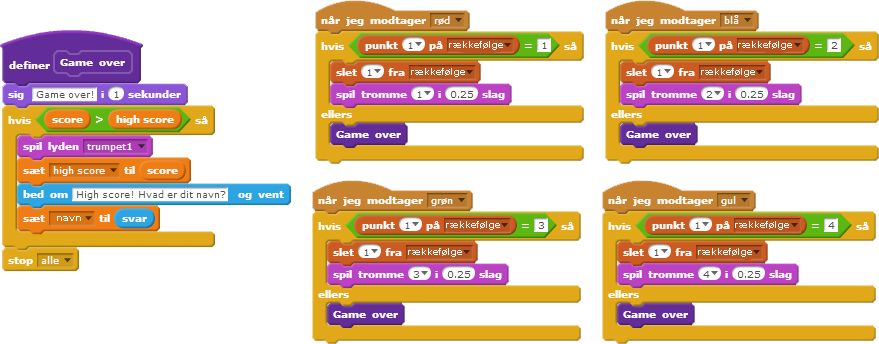 definer Game over
sig Game over! i 1 sekunder
hvis score > high score så
spil lyden trumpet1
sæt high score til score
bed om High score! Hvad er dit navn? og vent
sæt navn til svar
stop alle
når jeg modtager rød
hvis punkt 1 på rækkefølge = 1 så
slet 1 fra rækkefølge
spil tromme 1 i 0.25 slag
ellers
Game over
når jeg modtager blå
hvis punkt 1 på rækkefølge = 2 så
slet 1 fra rækkefølge
spil tromme 2 i 0.25 slag
ellers
Game over
når jeg modtager grøn
hvis punkt 1 på rækkefølge = 3 så
slet 1 fra rækkefølge
spil tromme 3 i 0.25 slag
ellers
Game over
når jeg modtager gul
hvis punkt 1 på rækkefølge = 4 så
slet 1 fra rækkefølge
spil tromme 4 i 0.25 slag
ellers
Game over